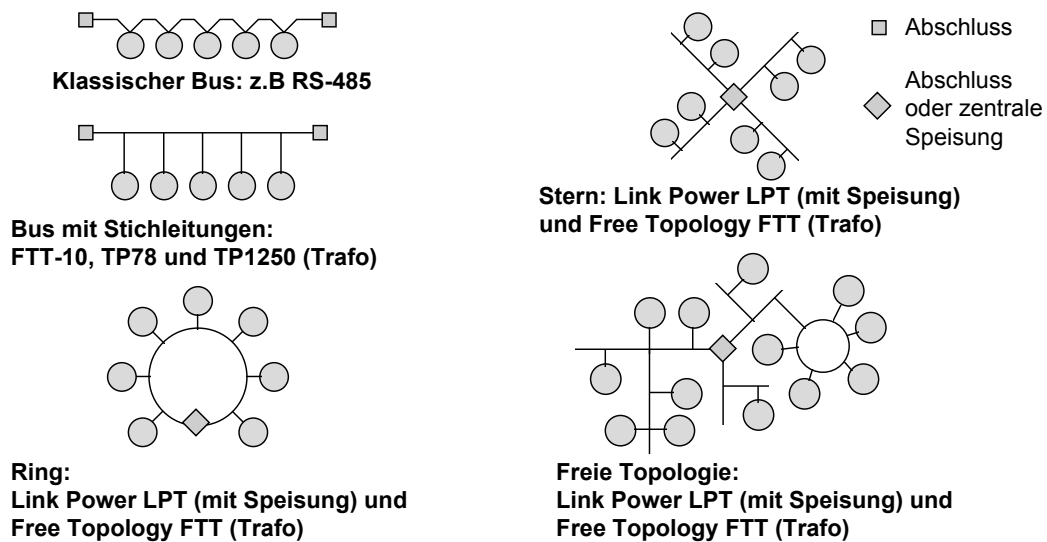 Klassischer Bus: z.B RS-485
Bus mit Stichleitungen:
FTT-10, TP78 und TP1250 (Trafo)
Ring:
Link Power LPT (mit Speisung) und
Free Topology FTT (Trafo)
Abschluss
Abschluss
oder zentrale
Speisung
Stern: Link Power LPT (mit Speisung)
und Free Topology FTT (Trafo)
Freie Topologie:
Link Power LPT (mit Speisung) und
Free Topology FTT (Trafo)